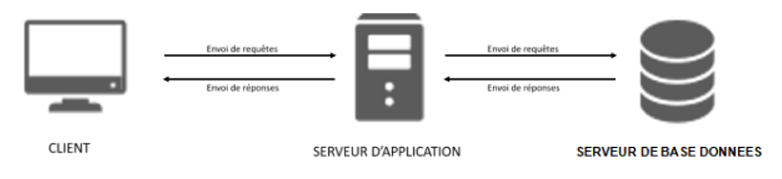 Envoi de requêtes
Envoi de requêtes
Envoi de réponses
Envoi de réponses
CLIENT
SERVEUR D'APPLICATION
SERVEUR DE BASE DONNEES